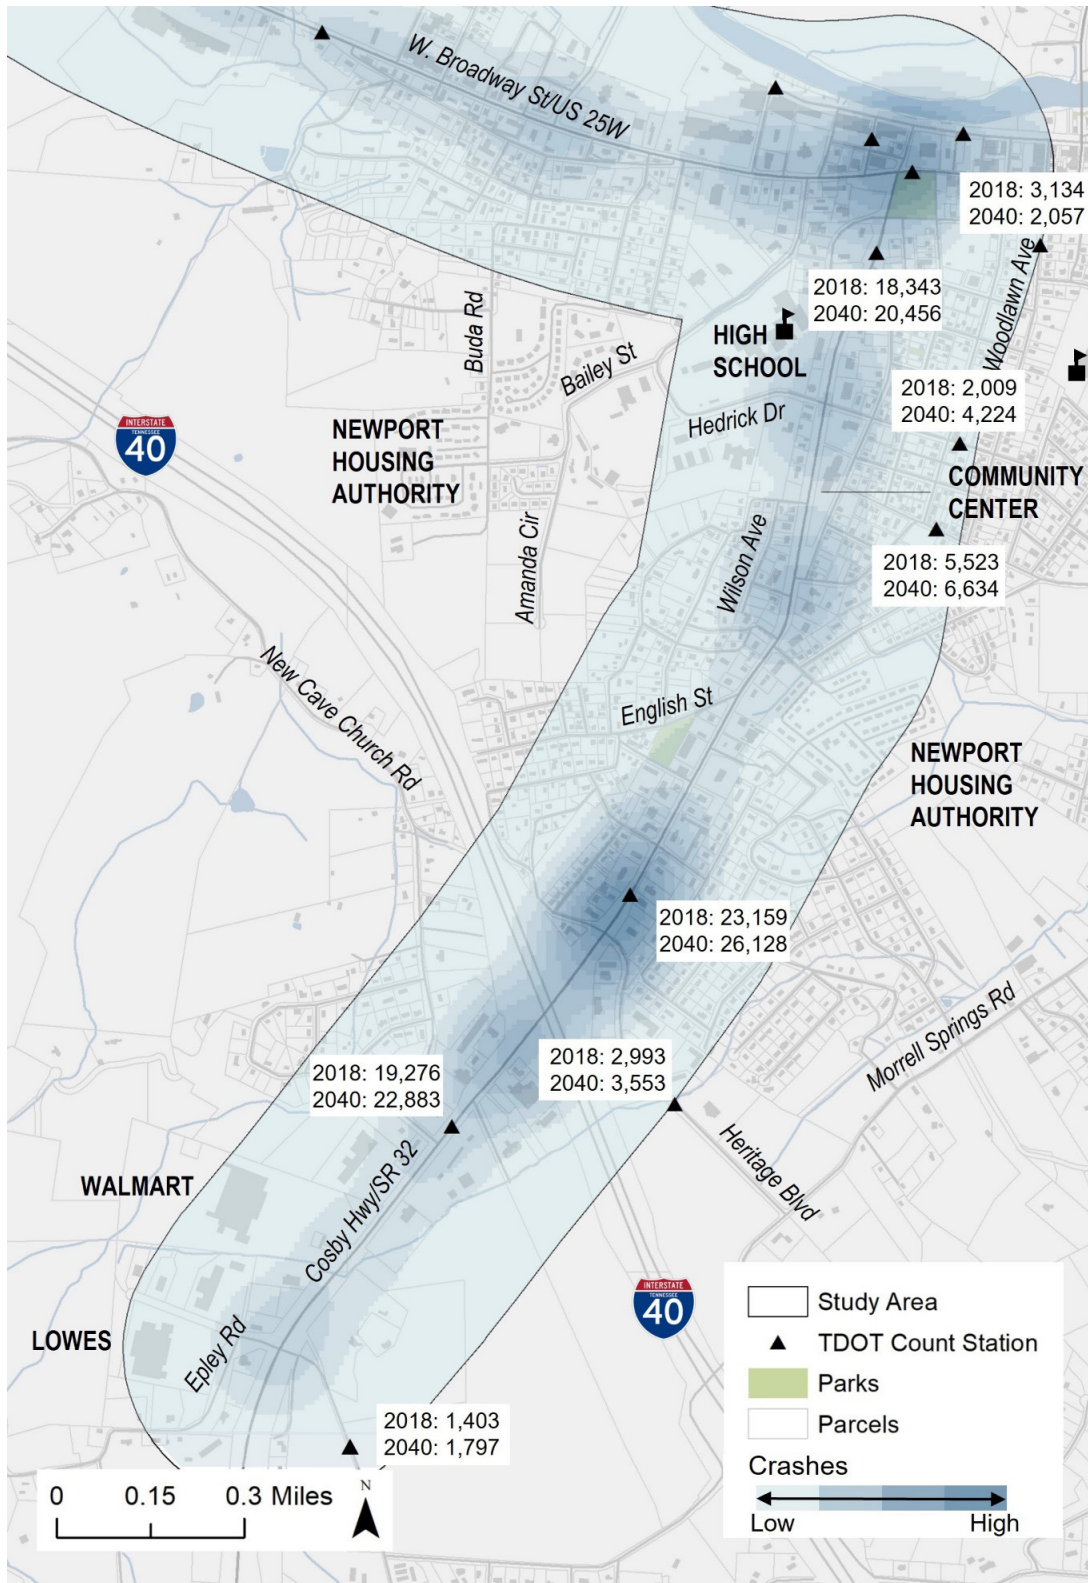 W. Broadway St/US 25W
2018: 3,134
2040: 2,057
2018: 18,343
2040: 20,456
Woodlawn Ave
Buda Rd
HIGH
SCHOOL
Bailey St
2018: 2,009
2040: 4,224
Hedrick Dr
INTERSTATE
TENNESSEE
40
NEWPORT
HOUSING
AUTHORITY
COMMUNITY
CENTER
Amanda Cir
Wilson Ave
2018: 5,523
2040: 6,634
New Cave Church Rd
English St
NEWPORT
HOUSING
AUTHORITY
2018: 23,159
2040: 26,128
Morrell Springs Rd
2018: 19,276
2040: 22,883
2018: 2,993
2040: 3,553
WALMART
Cosby Hwy/SR 32
Heritage Blvd
INTERSTATE
TENNESSEE
40
LOWES
Epley Rd
2018: 1,403
2040: 1,797
0 0.15 0.3 Miles
N
Study Area
TDOT Count Station
Parks
Parcels
Crashes
Low High